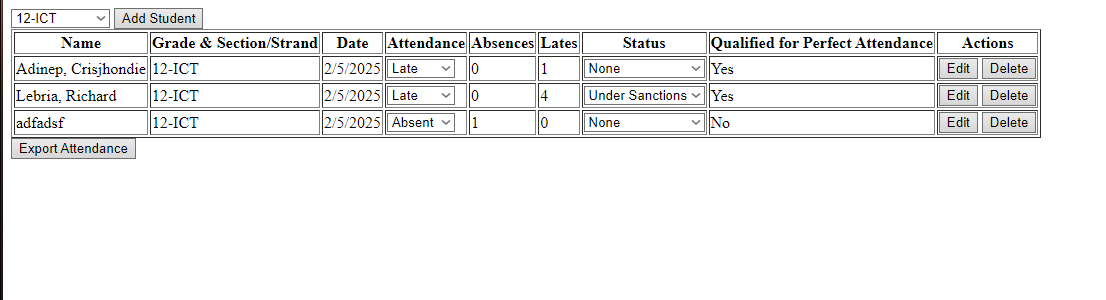 12-ICT Add Student
Name Grade & Section/Strand Date Attendance Absences Lates Status Qualified for Perfect Attendance Actions
Adinep, Crisjhondie 12-ICT 2/5/2025 Late 0 1 None Yes Edit Delete
Lebria, Richard 12-ICT 2/5/2025 Late 0 4 Under Sanctions Yes Edit Delete
adfadsf 12-ICT 2/5/2025 Absent 1 0 None No Edit Delete
Export Attendance